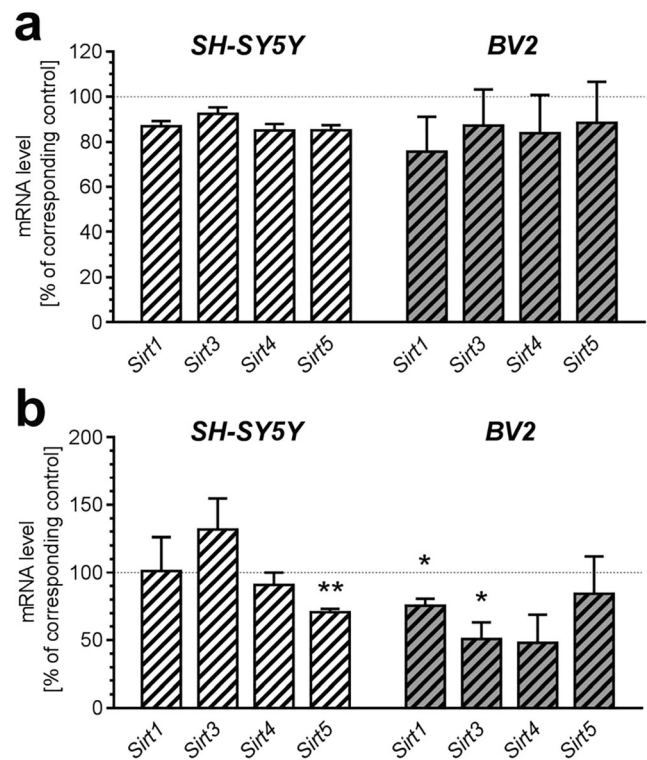 a
SH-SY5Y BV2
mRNA level
[% of corresponding control]
120
100
80
60
40
20
0
Sirt1 Sirt3 Sirt4 Sirt5 Sirt1 Sirt3 Sirt4 Sirt5
b
SH-SY5Y BV2
mRNA level
[% of corresponding control]
200
150
100
50
0
** * *
Sirt1 Sirt3 Sirt4 Sirt5 Sirt1 Sirt3 Sirt4 Sirt5